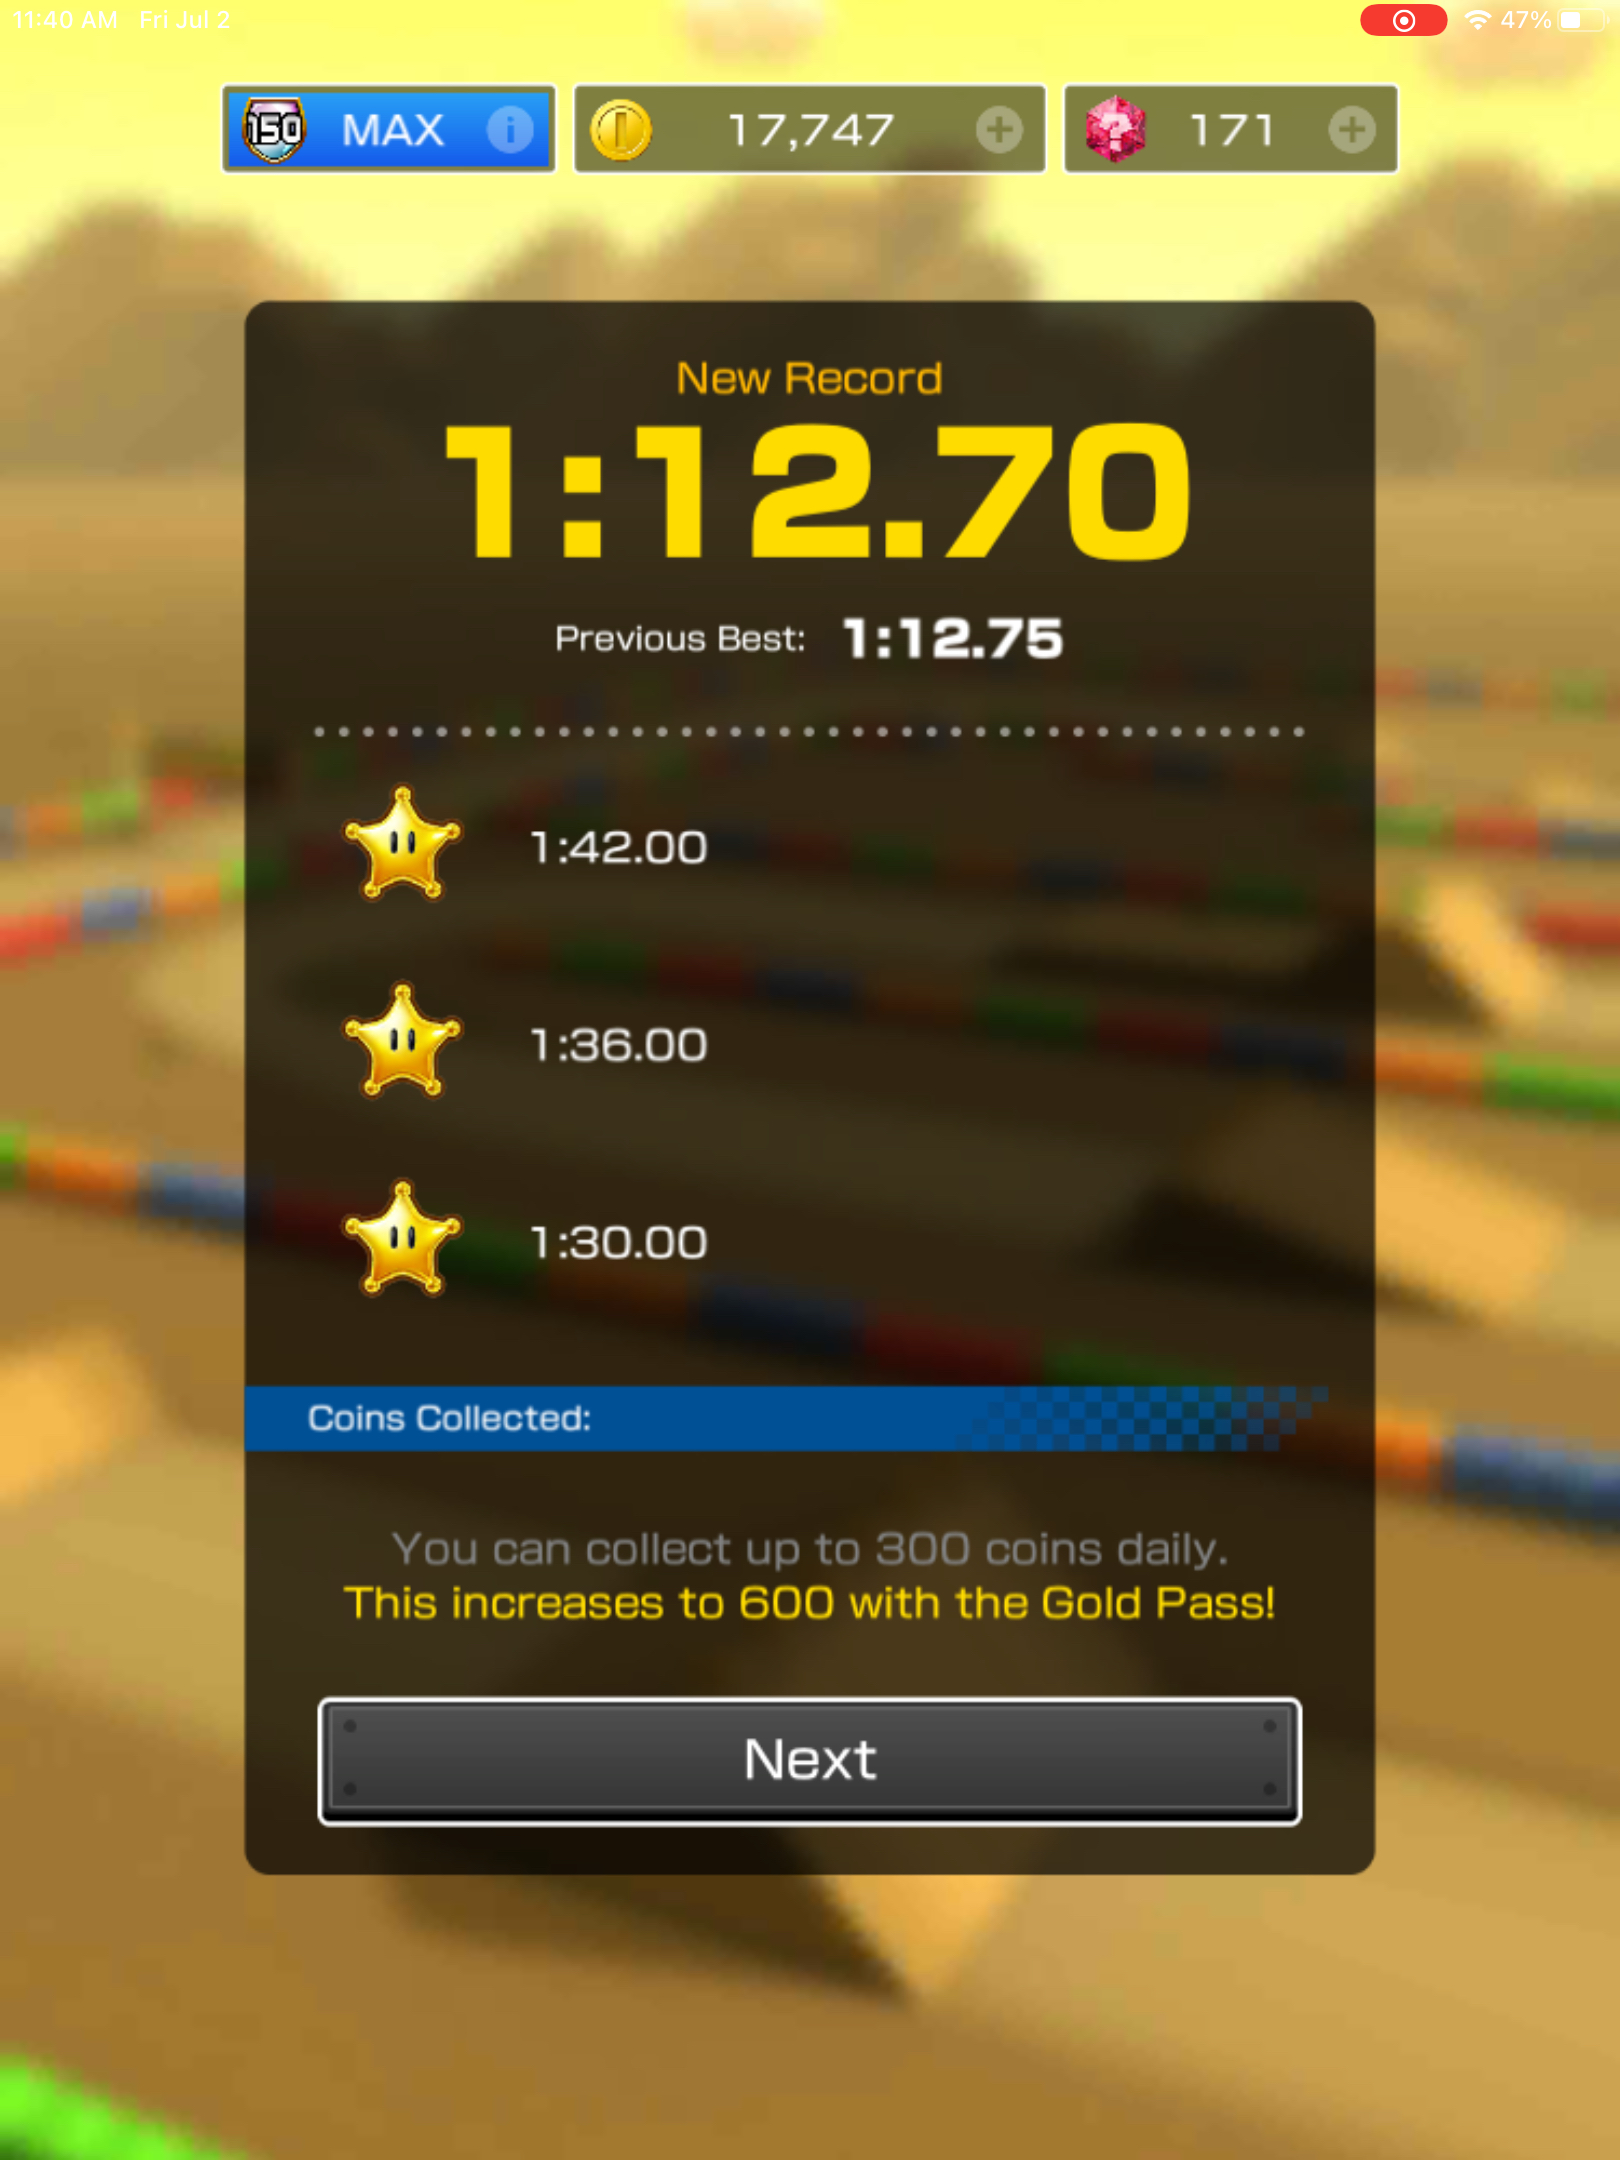 11:40 AM Fri Jul 2
47%
150 MAX i
17,747 +
? 171 +
New Record
1:12.70
Previous Best: 1:12.75
1:42.00
1:36.00
1:30.00
Coins Collected:
You can collect up to 300 coins daily.
This increases to 600 with the Gold Pass!
Next